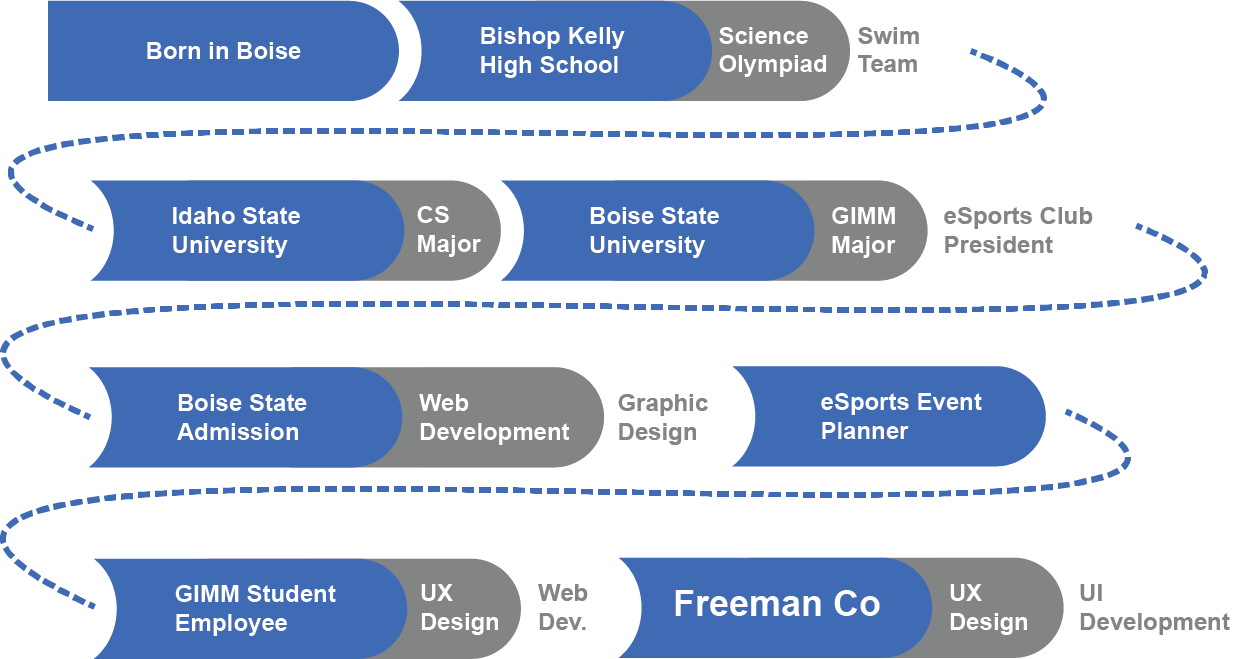 Born in Boise
Bishop Kelly
High School
Science
Olympiad
Swim
Team
Idaho State
University
CS
Major
Boise State
University
GIMM
Major
eSports Club
President
Boise State
Admission
Web
Development
Graphic
Design
eSports Event
Planner
GIMM Student
Employee
UX
Design
Web
Dev.
Freeman Co
UX
Design
UI
Development